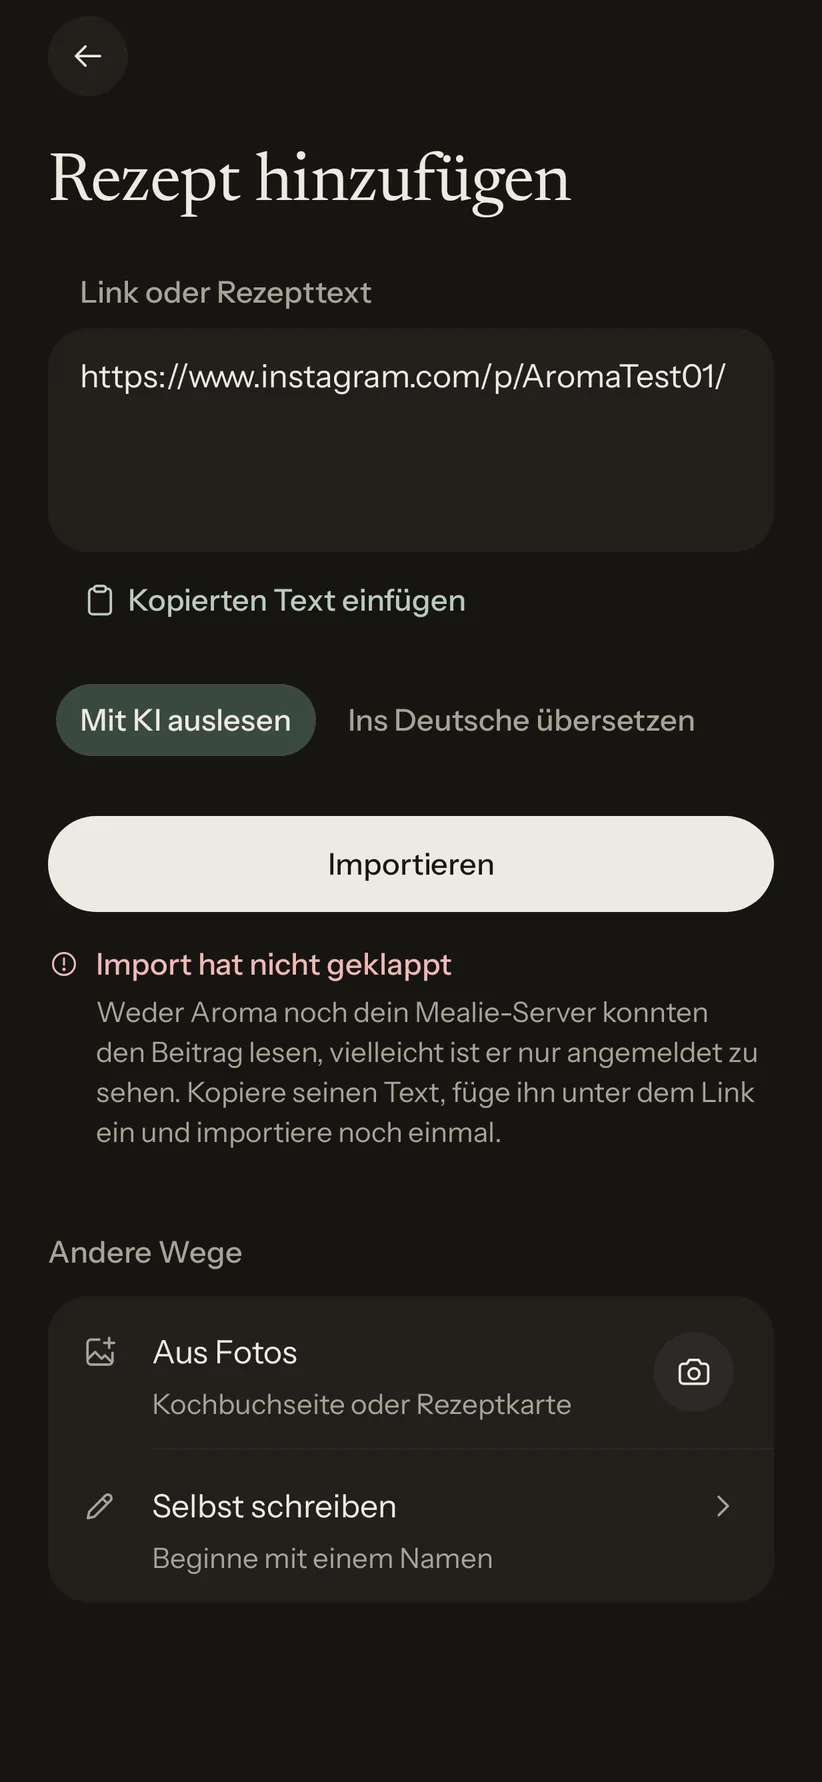 Rezept hinzufügen
Link oder Rezepttext
https://www.instagram.com/p/AromaTest01/
Kopierten Text einfügen
Mit KI auslesen
Ins Deutsche übersetzen
Importieren
Import hat nicht geklappt
Weder Aroma noch dein Mealie-Server konnten
den Beitrag lesen, vielleicht ist er nur angemeldet zu
sehen. Kopiere seinen Text, füge ihn unter dem Link
ein und importiere noch einmal.
Andere Wege
Aus Fotos
Kochbuchseite oder Rezeptkarte
Selbst schreiben
Beginne mit einem Namen